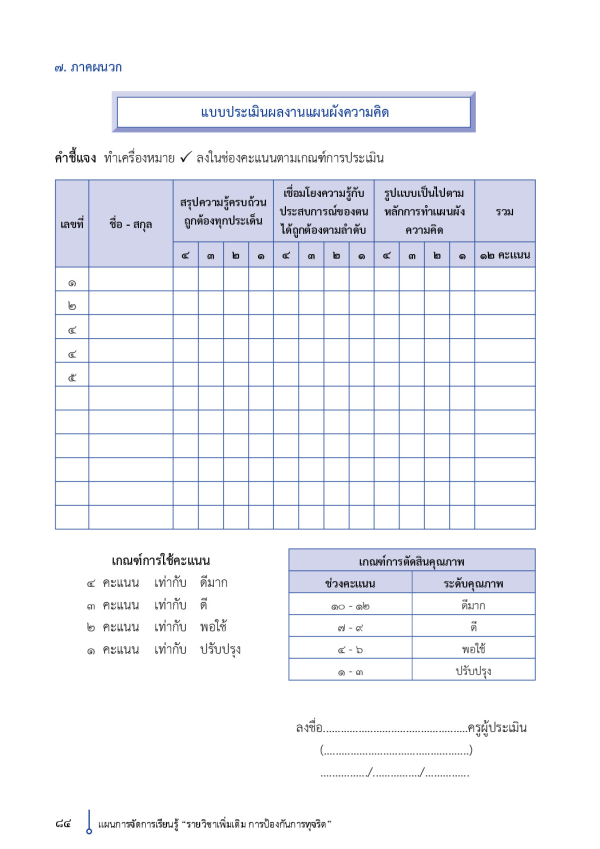 ๗. ภาคผนวก
แบบประเมินผลงานแผนผังความคิด
คำชี้แจง ทำเครื่องหมาย ✓ ลงในช่องคะแนนตามเกณฑ์การประเมิน
เลขที่
ชื่อ - สกุล
สรุปความรู้ครบถ้วน
ถูกต้องทุกประเด็น
เชื่อมโยงความรู้กับ
ประสบการณ์ของตน
ได้ถูกต้องตามลำดับ
รูปแบบเป็นไปตาม
หลักการทำแผนผัง
ความคิด
รวม
๔ ๓ ๒ ๑ ๔ ๓ ๒ ๑ ๔ ๓ ๒ ๑ ๑๒ คะแนน
๑
๒
๔
๔
๕
เกณฑ์การใช้คะแนน
๔ คะแนน เท่ากับ ดีมาก
๓ คะแนน เท่ากับ ดี
๒ คะแนน เท่ากับ พอใช้
๑ คะแนน เท่ากับ ปรับปรุง
เกณฑ์การตัดสินคุณภาพ
ช่วงคะแนน ระดับคุณภาพ
๑๐ - ๑๒ ดีมาก
๗ - ๙ ดี
๔ - ๖ พอใช้
๑ - ๓ ปรับปรุง
ลงชื่อ.................................................ครูผู้ประเมิน
(.................................................)
................/................/...............
๘๔ แผนการจัดการเรียนรู้ “รายวิชาเพิ่มเติม การป้องกันการทุจริต”